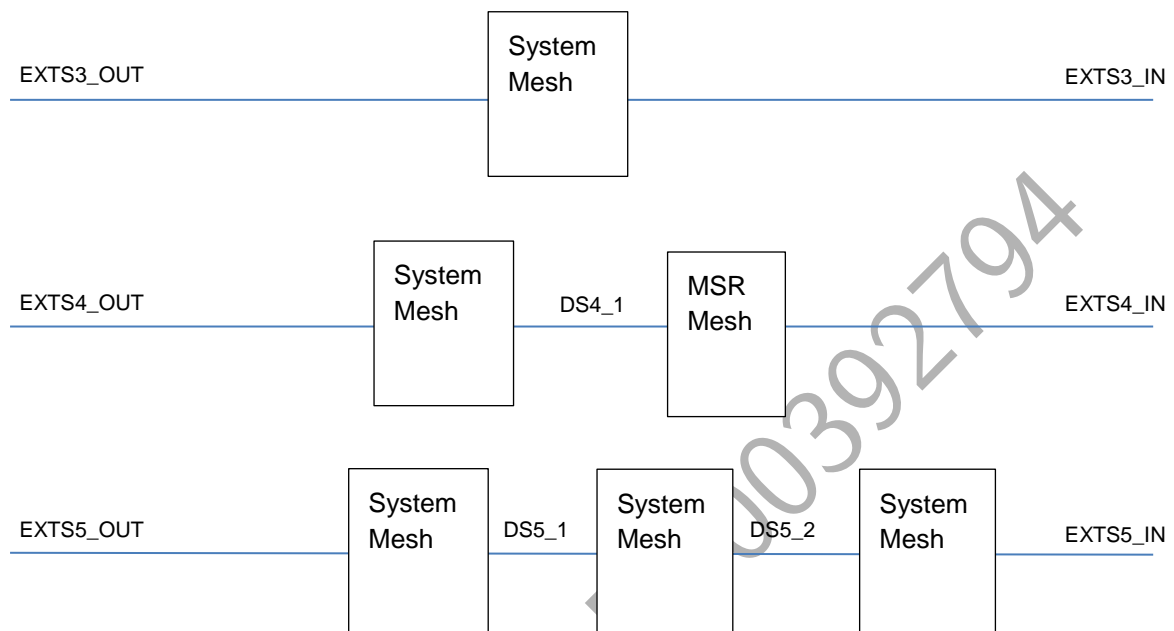 System
Mesh
EXTS3_OUT
EXTS3_IN
System
Mesh
MSR
Mesh
EXTS4_OUT
DS4_1
EXTS4_IN
System
Mesh
System
Mesh
System
Mesh
EXTS5_OUT
DS5_1
DS5_2
EXTS5_IN
00392794